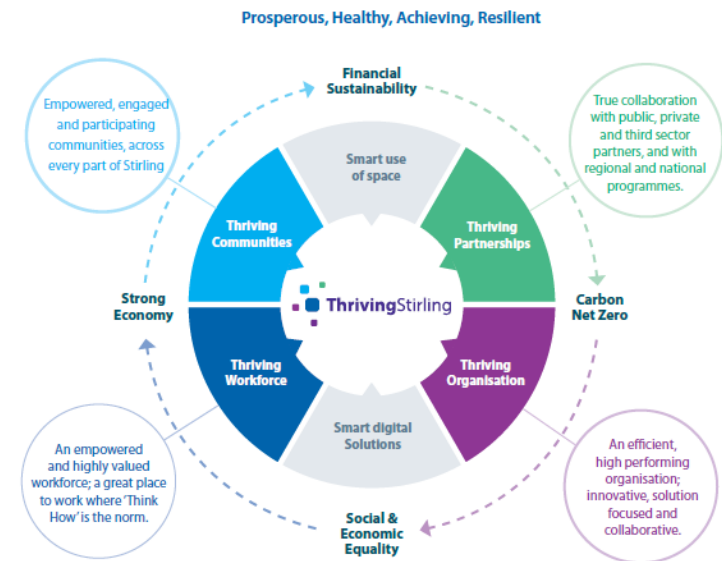 Prosperous, Healthy, Achieving, Resilient
Financial
Sustainability
Empowered, engaged
and participating
communities, across
every part of Stirling
True collaboration
with public, private
and third sector
partners, and with
regional and national
programmes.
Smart use
of space
Thriving
Communities
Thriving
Partnerships
Strong
Economy
ThrivingStirling
Carbon
Net Zero
Thriving
Workforce
Thriving
Organisation
Smart digital
Solutions
An empowered
and highly valued
workforce; a great place
to work where ‘Think
How’ is the norm.
An efficient,
high performing
organisation;
innovative, solution
focused and
collaborative.
Social &
Economic
Equality